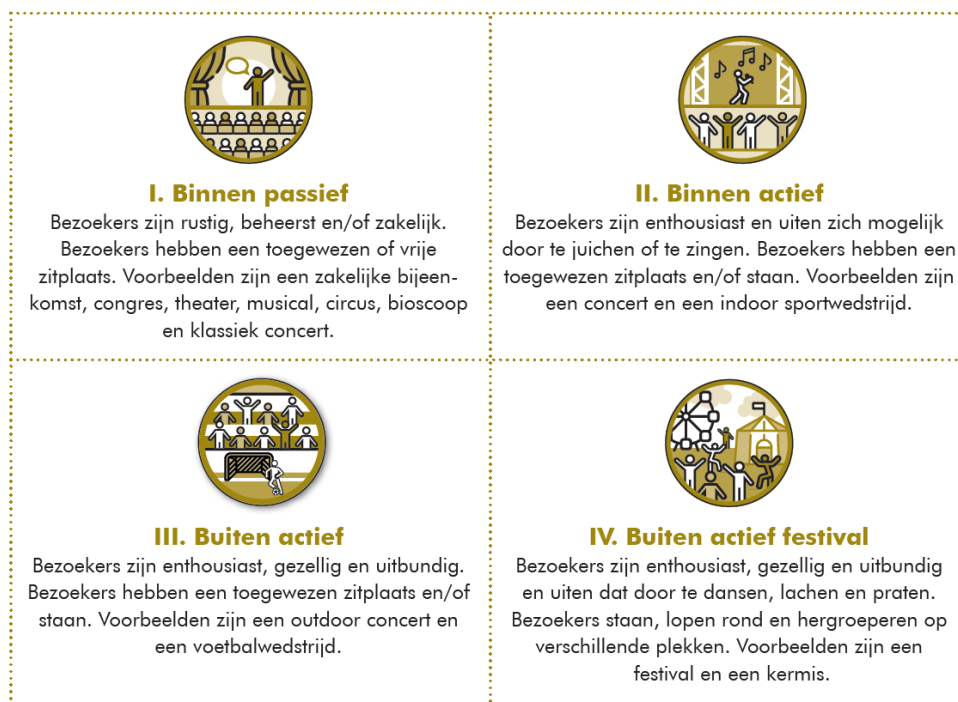 I. Binnen passief
Bezoekers zijn rustig, beheerst en/of zakelijk.
Bezoekers hebben een toegewezen of vrije
zitplaats. Voorbeelden zijn een zakelijke bijeen-
komst, congres, theater, musical, circus, bioscoop
en klassiek concert.
II. Binnen actief
Bezoekers zijn enthousiast en uiten zich mogelijk
door te juichen of te zingen. Bezoekers hebben een
toegewezen zitplaats en/of staan. Voorbeelden zijn
een concert en een indoor sportwedstrijd.
III. Buiten actief
Bezoekers zijn enthousiast, gezellig en uitbundig.
Bezoekers hebben een toegewezen zitplaats en/of
staan. Voorbeelden zijn een outdoor concert en
een voetbalwedstrijd.
IV. Buiten actief festival
Bezoekers zijn enthousiast, gezellig en uitbundig
en uiten dat door te dansen, lachen en praten.
Bezoekers staan, lopen rond en hergroeperen op
verschillende plekken. Voorbeelden zijn een
festival en een kermis.